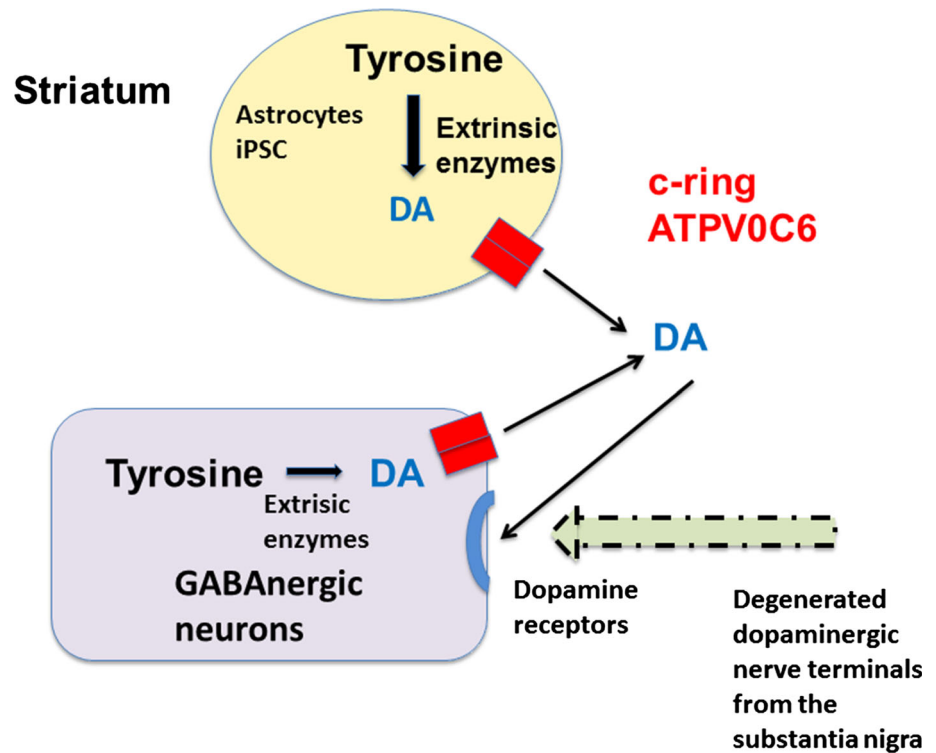 Striatum
Tyrosine
Astrocytes
iPSC
Extrinsic
enzymes
DA
c-ring
ATPV0C6
DA
Tyrosine
DA
Extrisic
enzymes
GABAnergic
neurons
Dopamine
receptors
Degenerated
dopaminergic
nerve terminals
from the
substantia nigra